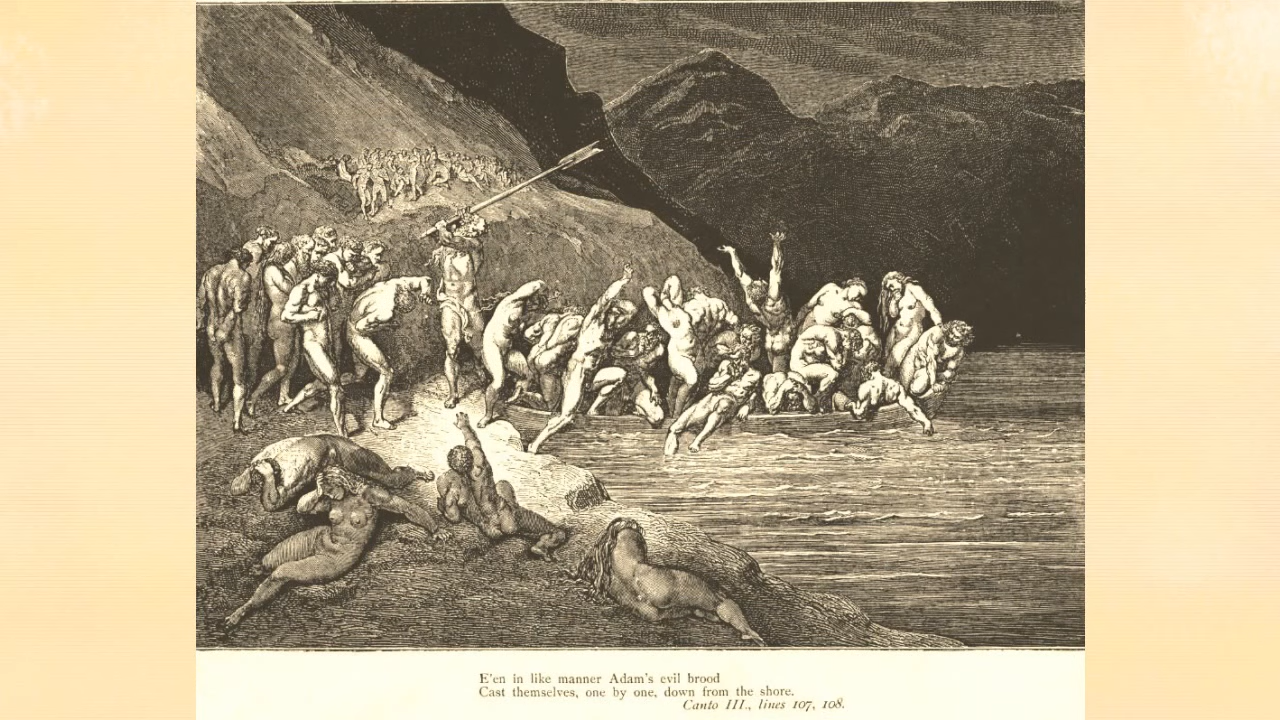 E'en in like manner Adam's evil brood
Cast themselves, one by one, down from the shore.
Canto III., lines 107, 108.